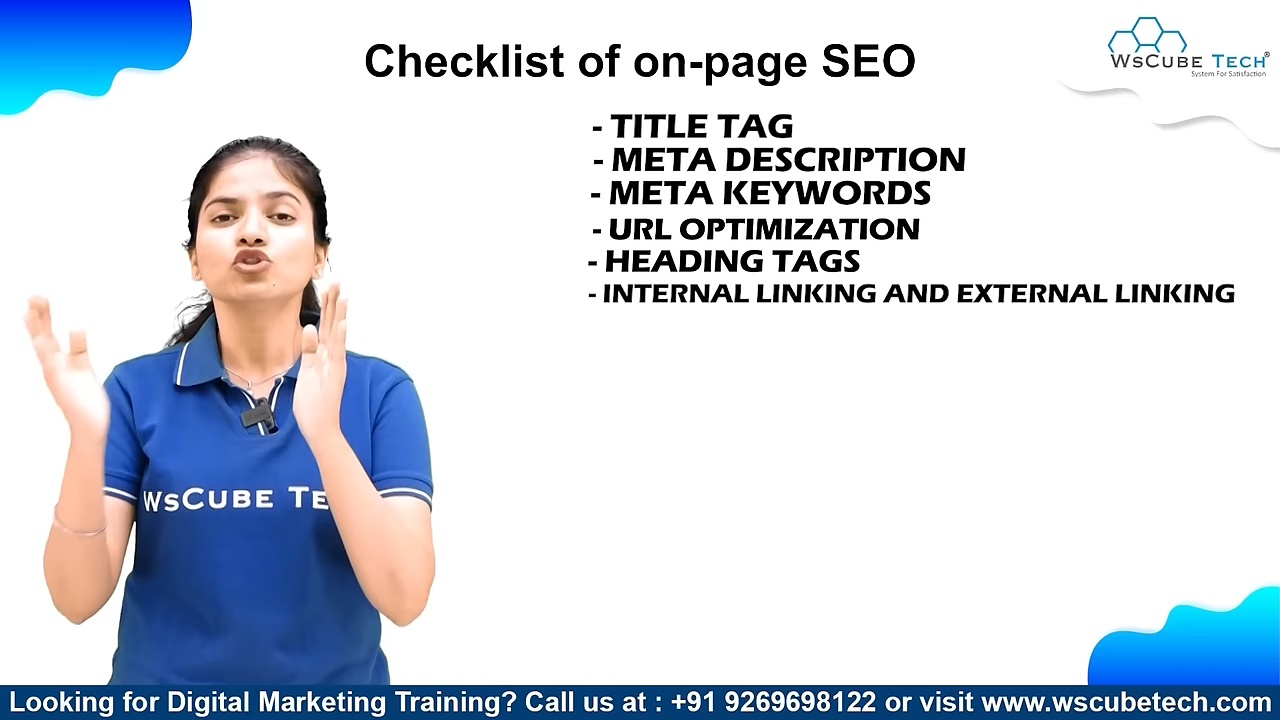 Checklist of on-page SEO
WSCUBE TECH®
System For Satisfaction
- TITLE TAG
- META DESCRIPTION
- META KEYWORDS
- URL OPTIMIZATION
- HEADING TAGS
- INTERNAL LINKING AND EXTERNAL LINKING
WSCUBE TE
Looking for Digital Marketing Training? Call us at : +91 9269698122 or visit www.wscubetech.com